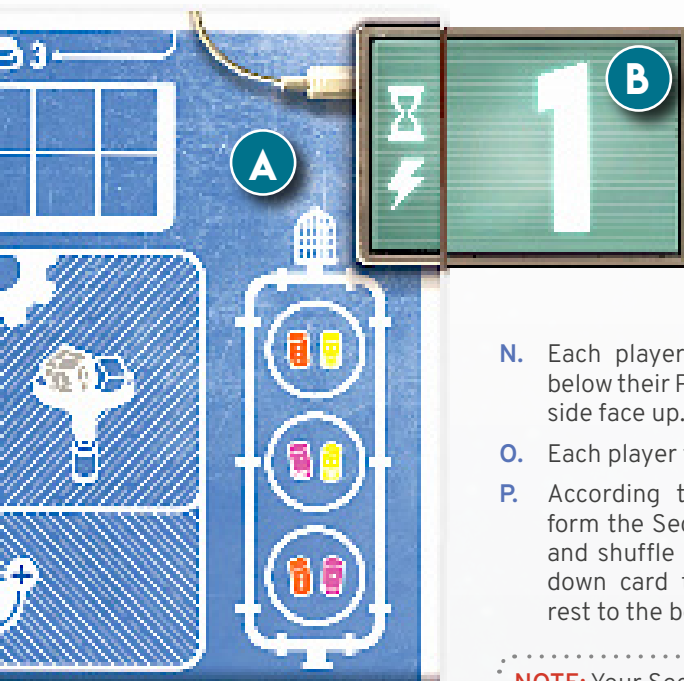 3
A
1
B
N. Each player
below their
side face up.
O. Each player
P. According
form the Sec
and shuffle
down card
rest to the b
NOTE: Your Sec